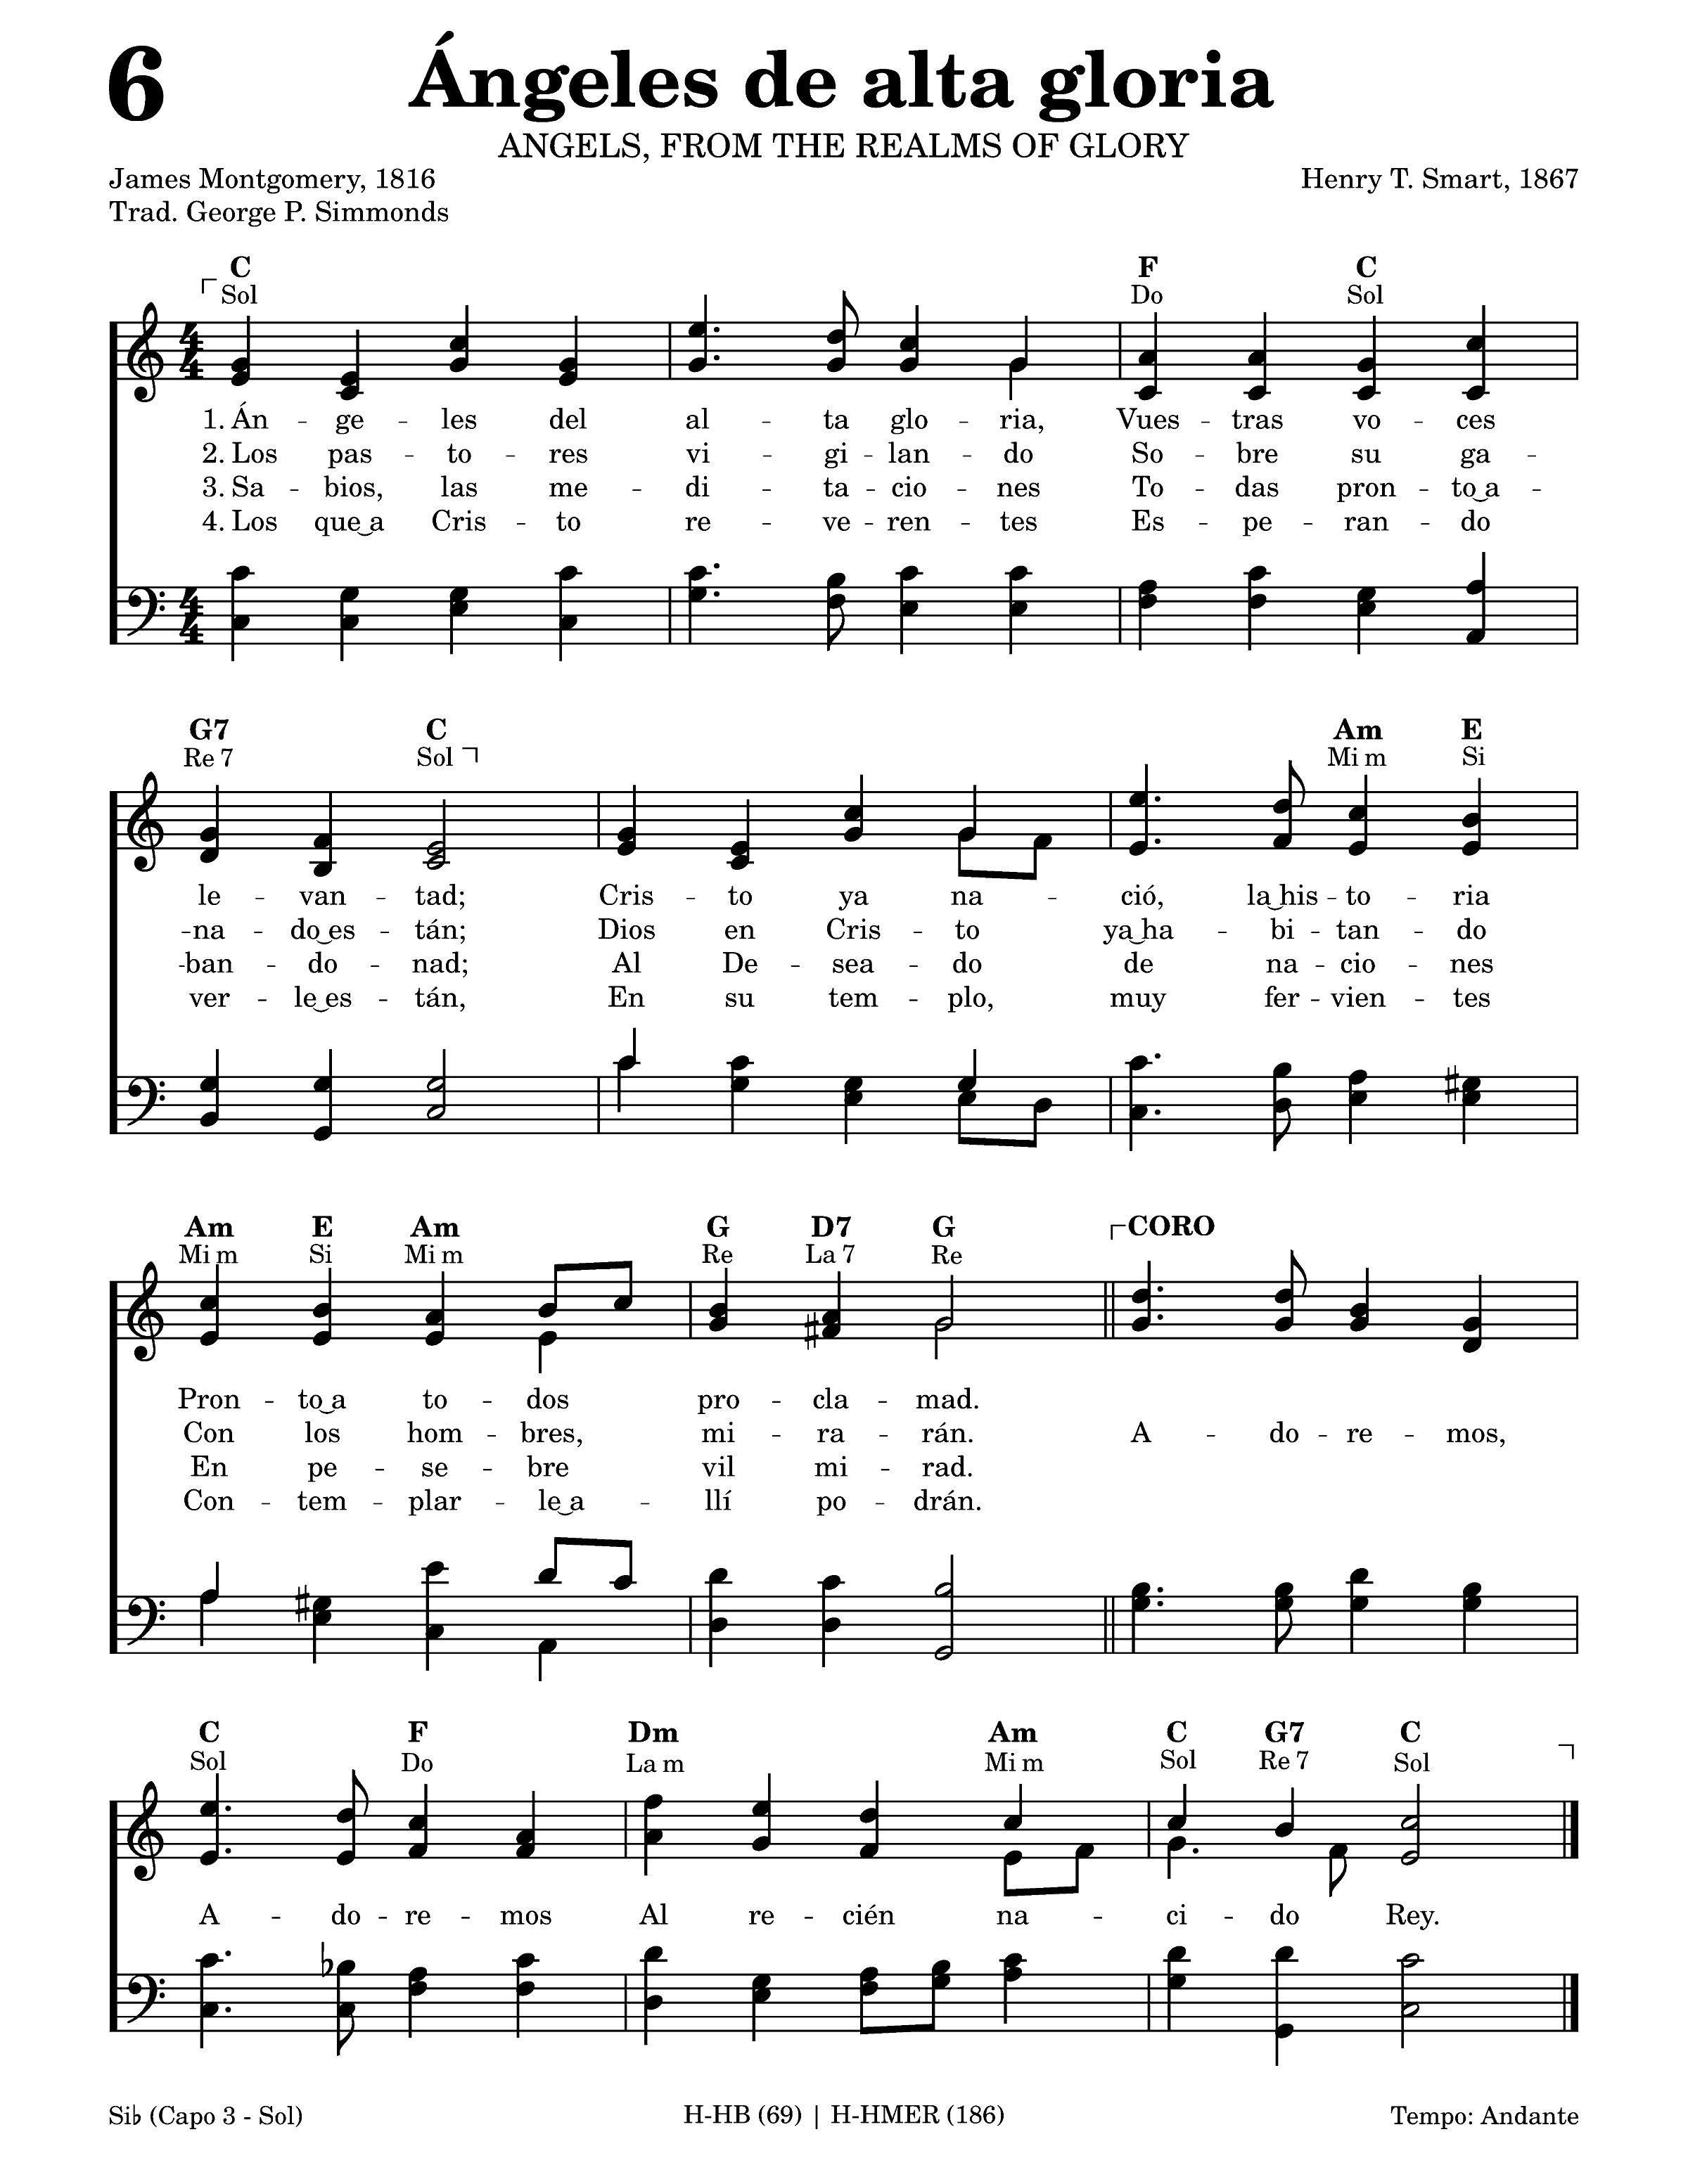 6
Ángeles de alta gloria
ANGELS, FROM THE REALMS OF GLORY
James Montgomery, 1816
Henry T. Smart, 1867
Trad. George P. Simmonds
C F C
Sol Do Sol
1. Án - ge - les del al - ta glo - ria, Vues - tras vo - ces
2. Los pas - to - res vi - gi - lan - do So - bre su ga -
3. Sa - bios, las me - di - ta - cio - nes To - das pron - to‿a -
4. Los que‿a Cris - to re - ve - ren - tes Es - pe - ran - do
G7 C Am E
Re 7 Sol Mi m Si
le - van - tad; Cris - to ya na - ció, la‿his - to - ria
- na - do‿es - tán; Dios en Cris - to ya‿ha - bi - tan - do
- ban - do - nad; Al De - sea - do de na - cio - nes
ver - le‿es - tán, En su tem - plo, muy fer - vien - tes
Am E Am G D7 G CORO
Mi m Si Mi m Re La 7 Re
Pron - to‿a to - dos pro - cla - mad.
Con los hom - bres, mi - ra - rán. A - do - re - mos,
En pe - se - bre vil mi - rad.
Con - tem - plar - le‿a - llí po - drán.
C F Dm Am C G7 C
Sol Do La m Mi m Sol Re 7 Sol
A - do - re - mos Al re - cién na - ci - do Rey.
Si♭ (Capo 3 - Sol)
H-HB (69) | H-HMER (186)
Tempo: Andante